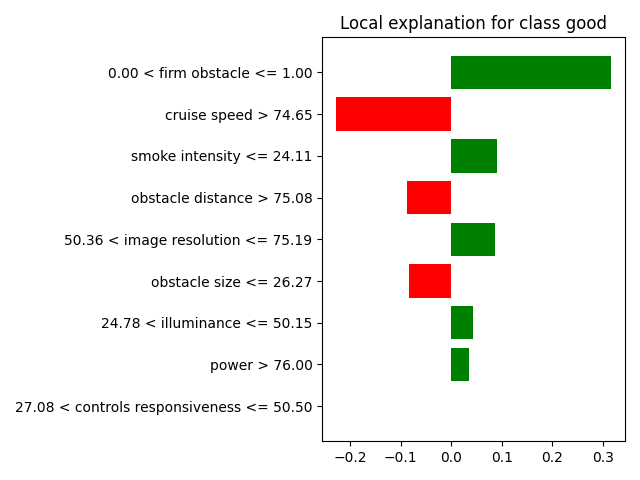 Local explanation for class good
0.00 < firm obstacle <= 1.00
cruise speed > 74.65
smoke intensity <= 24.11
obstacle distance > 75.08
50.36 < image resolution <= 75.19
obstacle size <= 26.27
24.78 < illuminance <= 50.15
power > 76.00
27.08 < controls responsiveness <= 50.50
−0.2 −0.1 0.0 0.1 0.2 0.3